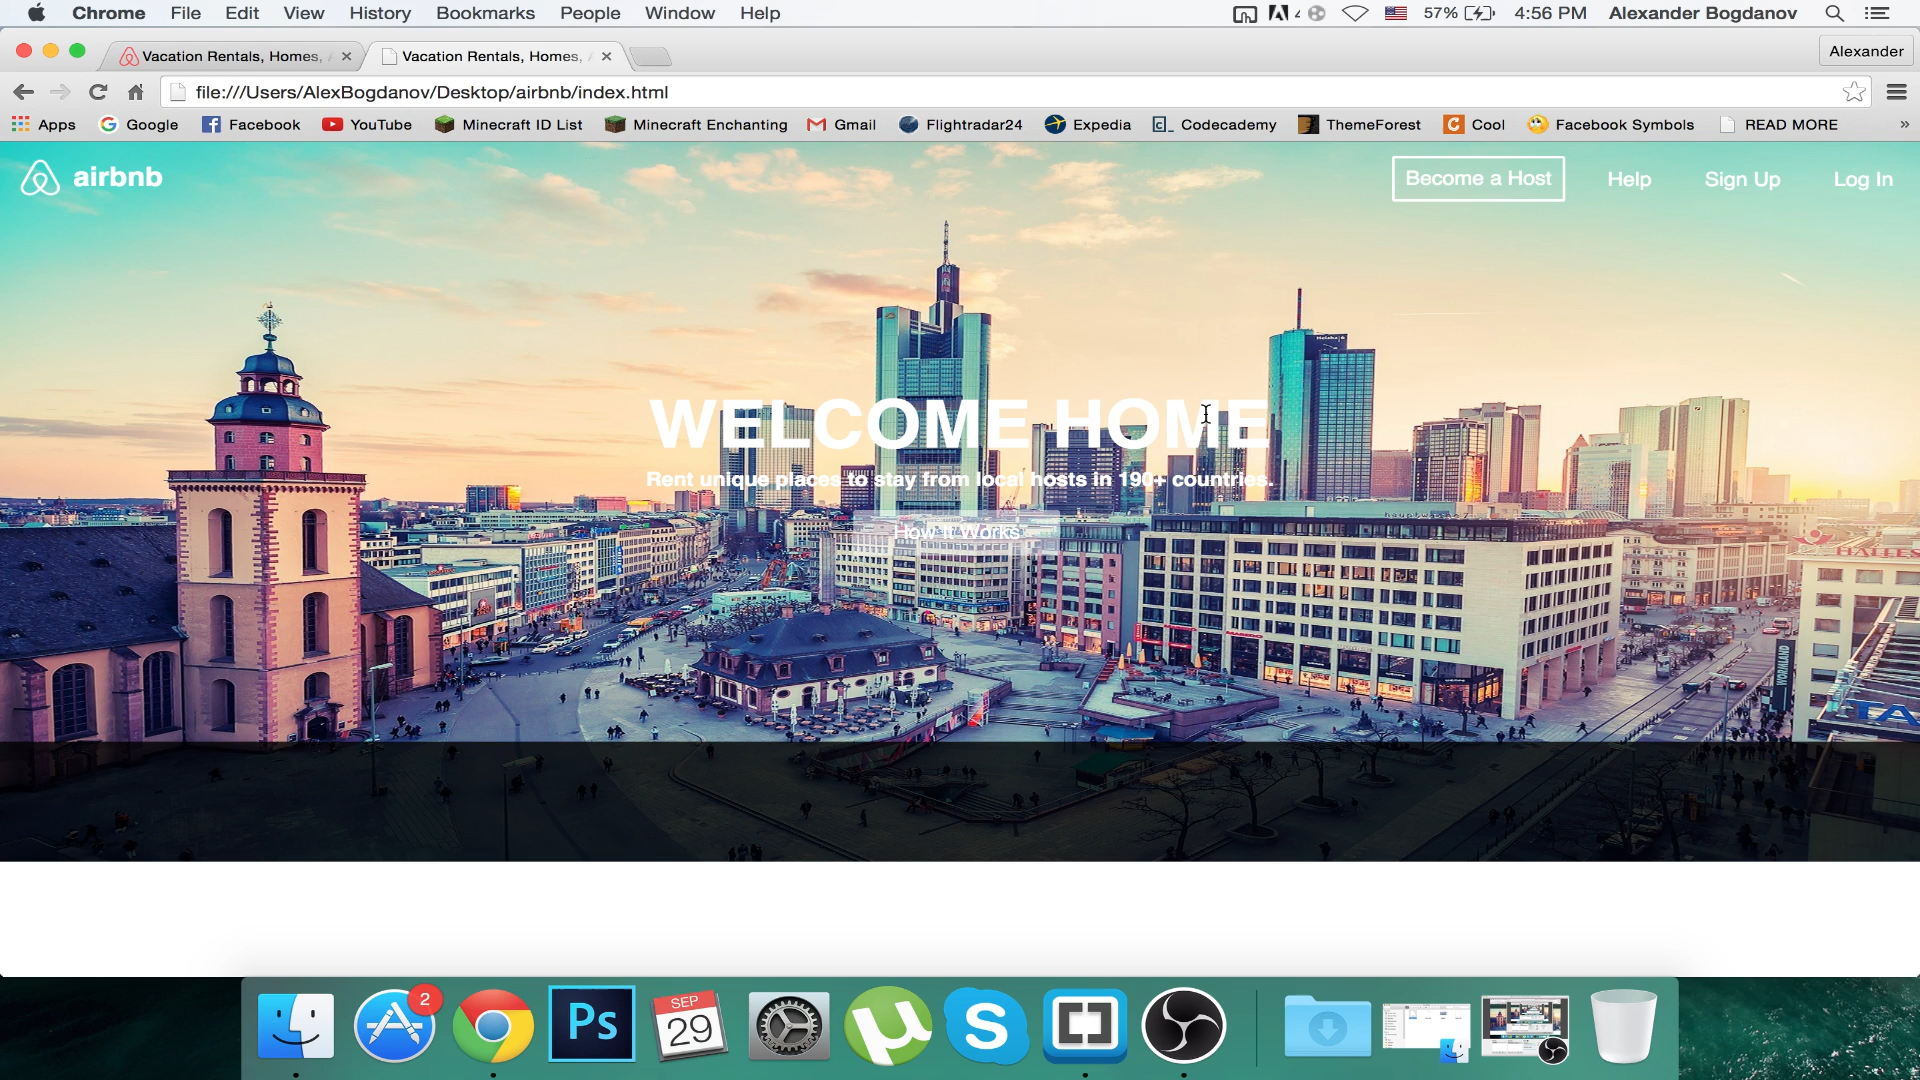 Chrome File Edit View History Bookmarks People Window Help
4 57% 4:56 PM Alexander Bogdanov
Vacation Rentals, Homes,
Vacation Rentals, Homes,
Alexander
file:///Users/AlexBogdanov/Desktop/airbnb/index.html
Apps Google Facebook YouTube Minecraft ID List Minecraft Enchanting Gmail Flightradar24 Expedia Codecademy ThemeForest Cool Facebook Symbols READ MORE »
airbnb
Become a Host Help Sign Up Log In
WELCOME HOME
Rent unique places to stay from local hosts in 190+ countries.
How It Works
2
Ps
SEP
29
S